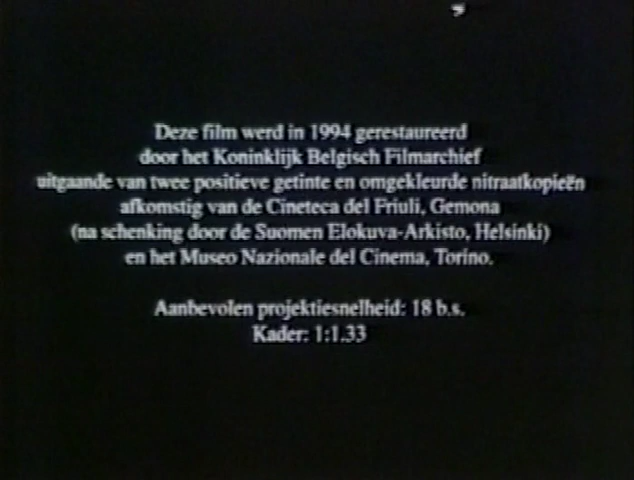 Deze film werd in 1994 gerestaureerd
door het Koninklijk Belgisch Filmarchief
uitgaande van twee positieve getinte en omgekleurde nitraatkopieën
afkomstig van de Cineteca del Friuli, Gemona
(na schenking door de Suomen Elokuva-Arkisto, Helsinki)
en het Museo Nazionale del Cinema, Torino.
Aanbevolen projektiesnelheid: 18 b.s.
Kader: 1:1.33